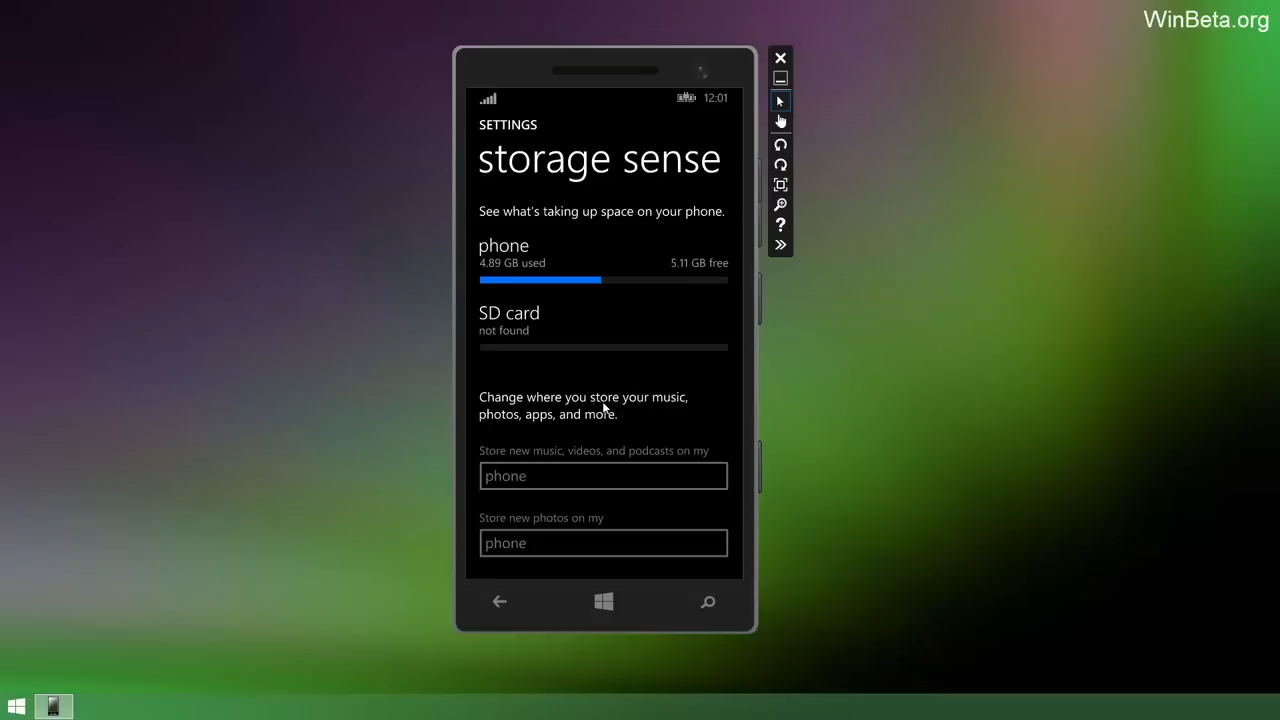 WinBeta.org
12:01
SETTINGS
storage sense
See what's taking up space on your phone.
phone
4.89 GB used 5.11 GB free
SD card
not found
Change where you store your music,
photos, apps, and more.
Store new music, videos, and podcasts on my
phone
Store new photos on my
phone